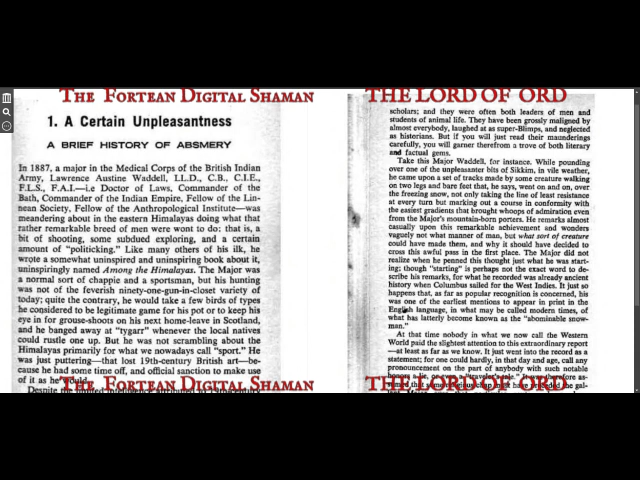 THE FORTEAN DIGITAL SHAMAN
1. A Certain Unpleasantness
A BRIEF HISTORY OF ABSMERY
In 1887, a major in the Medical Corps of the British Indian
Army, Lawrence Austine Waddell, LL.D., C.B., C.I.E.,
F.L.S., F.A.I.—i.e Doctor of Laws, Commander of the
Bath, Commander of the Indian Empire, Fellow of the Lin-
nean Society, Fellow of the Anthropological Institute—was
meandering about in the eastern Himalayas doing what that
rather remarkable breed of men were wont to do: that is, a
bit of shooting, some subdued exploring, and a certain
amount of "politicking." Like many others of his ilk, he
wrote a somewhat uninspired and uninspiring book about it,
uninspiringly named Among the Himalayas. The Major was
a normal sort of chappie and a sportsman, but his hunting
was not of the feverish ninety-one-gun-in-closet variety of
today; quite the contrary, he would take a few birds of types
he considered to be legitimate game for his pot or to keep his
eye in for grouse-shoots on his next home-leave in Scotland,
and he banged away at "tygarr" whenever the local natives
could rustle one up. But he was not scrambling about the
Himalayas primarily for what we nowadays call "sport." He
was just puttering—that lost 19th-century British art—be-
cause he had some time off, and official sanction to make use
of it as he would.
THE FORTEAN DIGITAL SHAMAN
THE LORD OF ORD
scholars; and they were often both leaders of men and
students of animal life. They have been grossly maligned by
almost everybody, laughed at as super-Blimps, and neglected
as historians. But if you will just read their maunderings
carefully, you will garner therefrom a trove of both literary
and factual gems.
Take this Major Waddell, for instance. While pounding
over one of the unpleasanter bits of Sikkim, in vile weather,
he came upon a set of tracks made by some creature walking
on two legs and bare feet that, he says, went on and on, over
the freezing snow, not only taking the line of least resistance
at every turn but marking out a course in conformity with
the easiest gradients that brought whoops of admiration even
from the Major's mountain-born porters. He remarks almost
casually upon this remarkable achievement and wonders
vaguely not what manner of man, but what sort of creature
could have made them, and why it should have decided to
cross this awful pass in the first place. The Major did not
realize when he penned this thought just what he was start-
ing; though "starting" is perhaps not the exact word to de-
scribe his remarks, for what he recorded was already ancient
history when Columbus sailed for the West Indies. It just so
happens that, as far as popular recognition is concerned, his
was one of the earliest mentions to appear in print in the
English language, in what may be called modern times, of
what has latterly become known as the "abominable snow-
man."
At that time nobody in what we now call the Western
World paid the slightest attention to this extraordinary report
—at least as far as we know. It just went into the record as a
statement; for one could hardly, in that day and age, call any
pronouncement on the part of anybody with such notable
THE LORD OF ORD